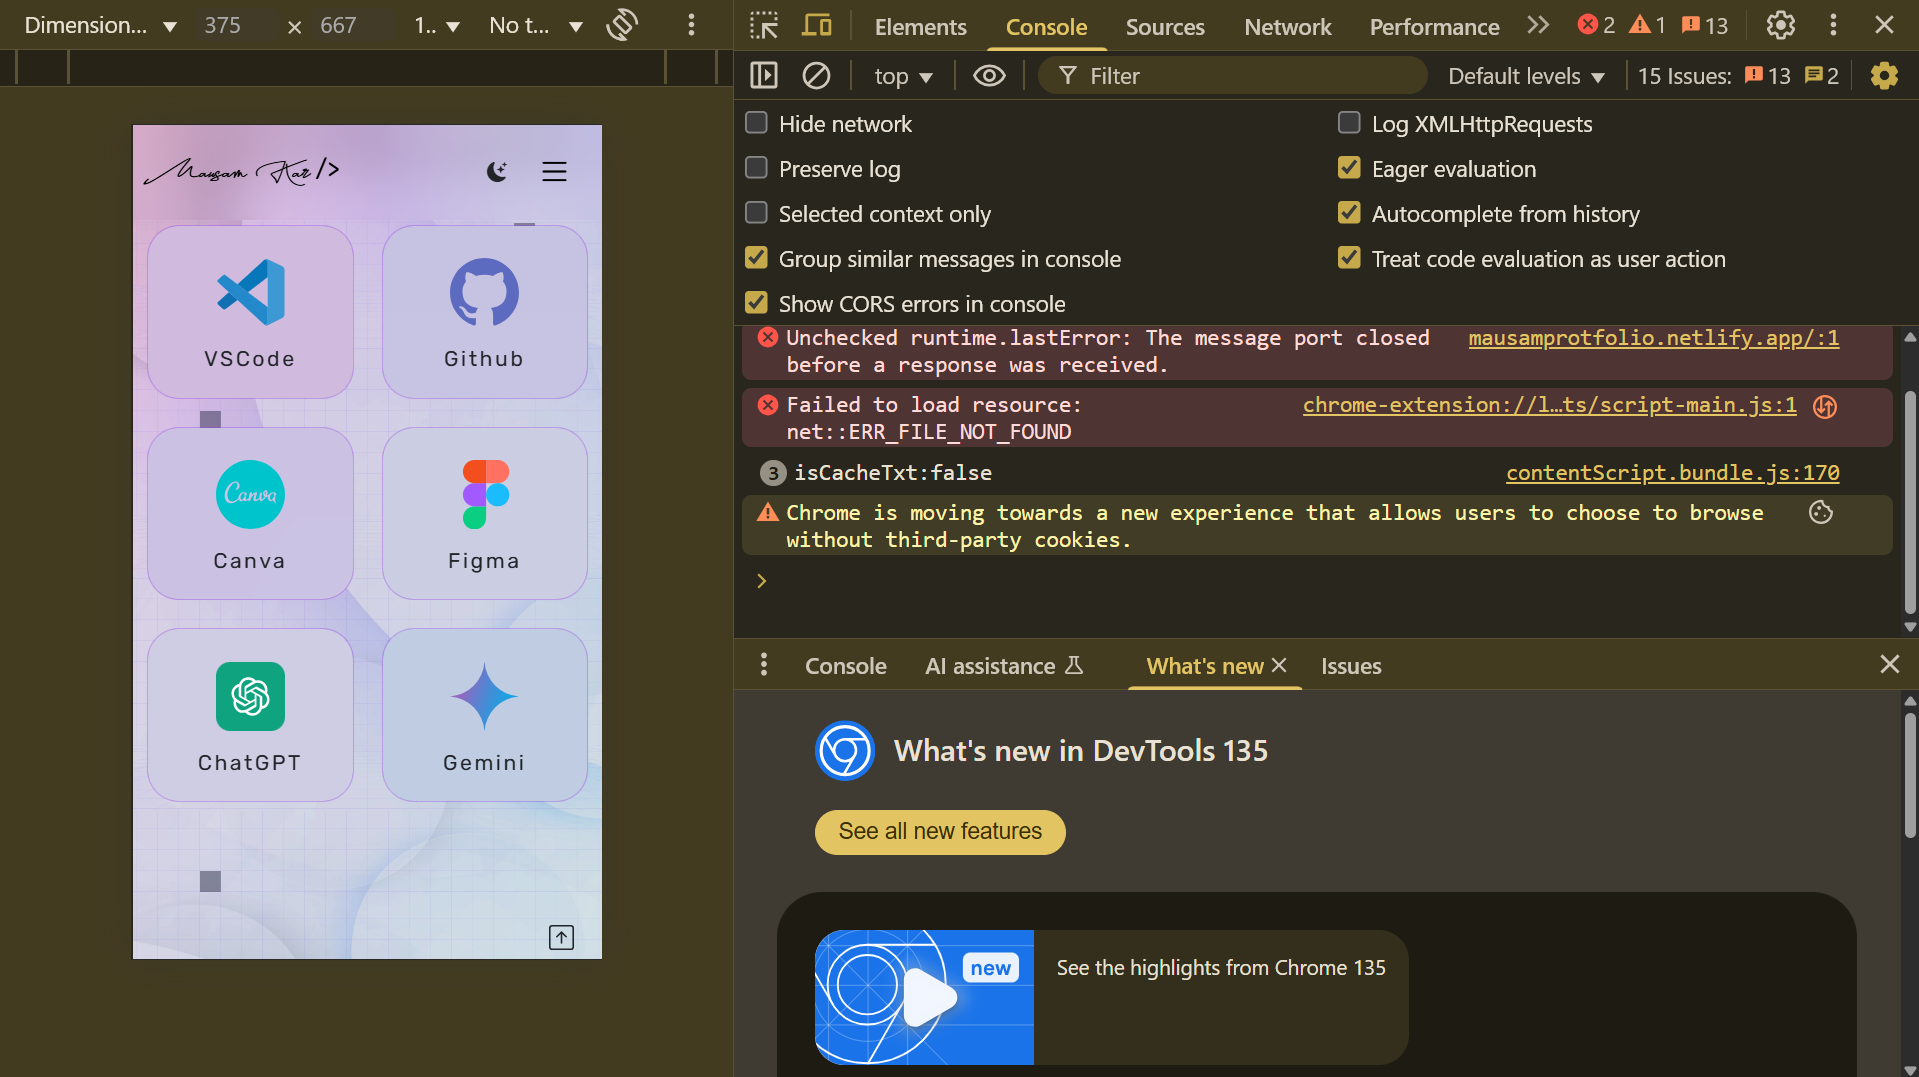 Dimension...
375
×
667
1..
No t...
Elements
Console
Sources
Network
Performance
2
1
13
top
Filter
Default levels
15 Issues:
13
2
Hide network
Log XMLHttpRequests
Preserve log
Eager evaluation
Selected context only
Autocomplete from history
Group similar messages in console
Treat code evaluation as user action
Show CORS errors in console
Unchecked runtime.lastError: The message port closed
before a response was received.
mausamprotfolio.netlify.app/:1
Failed to load resource:
net::ERR_FILE_NOT_FOUND
chrome-extension://l…ts/script-main.js:1
3
isCacheTxt:false
contentScript.bundle.js:170
Chrome is moving towards a new experience that allows users to choose to browse
without third-party cookies.
Console
AI assistance
What's new
Issues
What's new in DevTools 135
See all new features
new
See the highlights from Chrome 135
Mausam Kar/>
VSCode
Github
Canva
Canva
Figma
ChatGPT
Gemini